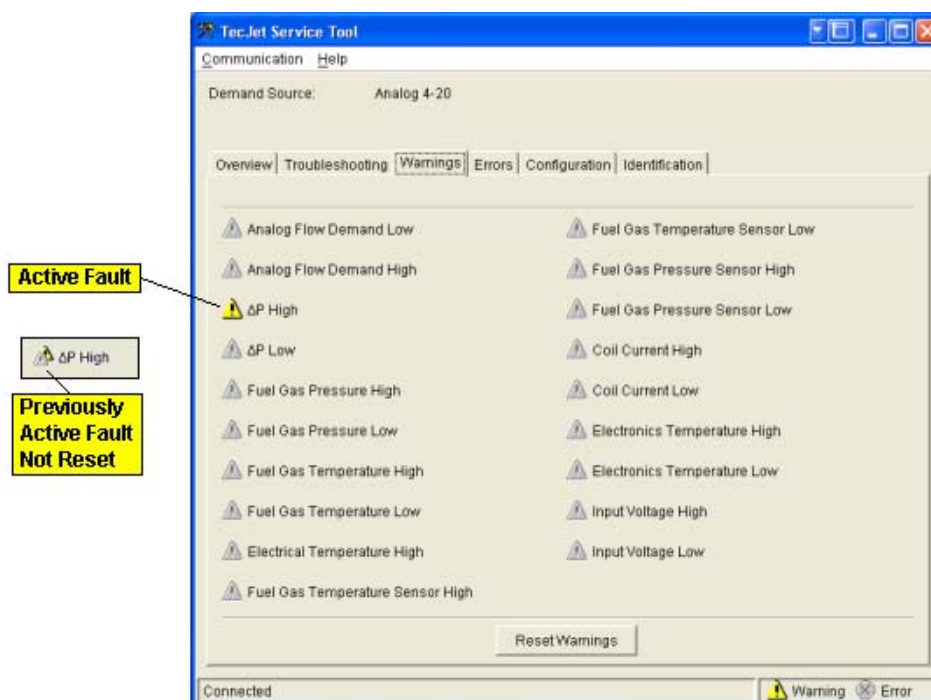 TecJet Service Tool
Communication Help
Demand Source: Analog 4-20
Overview Troubleshooting Warnings Errors Configuration Identification
Analog Flow Demand Low
Analog Flow Demand High
ΔP High
ΔP Low
Fuel Gas Pressure High
Fuel Gas Pressure Low
Fuel Gas Temperature High
Fuel Gas Temperature Low
Electrical Temperature High
Fuel Gas Temperature Sensor High
Fuel Gas Temperature Sensor Low
Fuel Gas Pressure Sensor High
Fuel Gas Pressure Sensor Low
Coil Current High
Coil Current Low
Electronics Temperature High
Electronics Temperature Low
Input Voltage High
Input Voltage Low
Reset Warnings
Connected
Warning Error
Active Fault
ΔP High
Previously
Active Fault
Not Reset